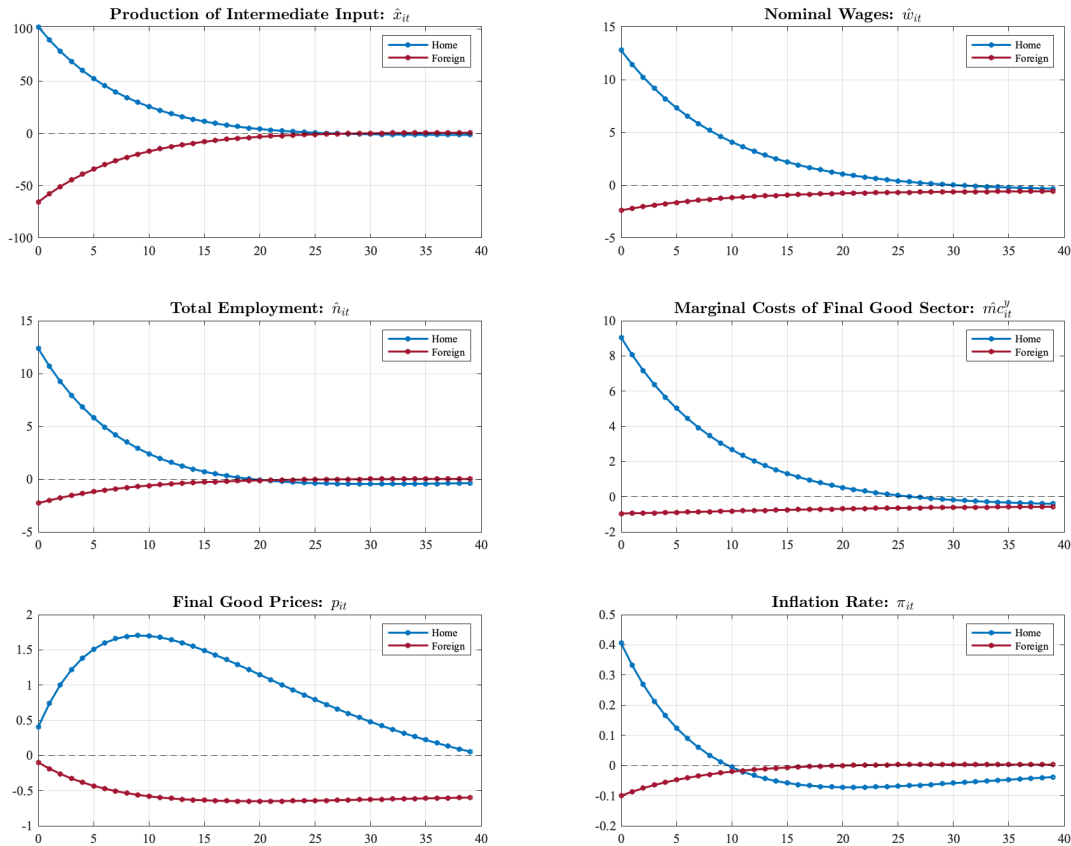 Production of Intermediate Input: x̂_it
100
50
0
-50
-100
0 5 10 15 20 25 30 35 40
Home
Foreign
Nominal Wages: ŵ_it
15
10
5
0
-5
0 5 10 15 20 25 30 35 40
Home
Foreign
Total Employment: n̂_it
15
10
5
0
-5
0 5 10 15 20 25 30 35 40
Home
Foreign
Marginal Costs of Final Good Sector: m̂c^y_it
10
8
6
4
2
0
-2
0 5 10 15 20 25 30 35 40
Home
Foreign
Final Good Prices: p_it
2
1.5
1
0.5
0
-0.5
-1
0 5 10 15 20 25 30 35 40
Home
Foreign
Inflation Rate: π_it
0.5
0.4
0.3
0.2
0.1
0
-0.1
-0.2
0 5 10 15 20 25 30 35 40
Home
Foreign